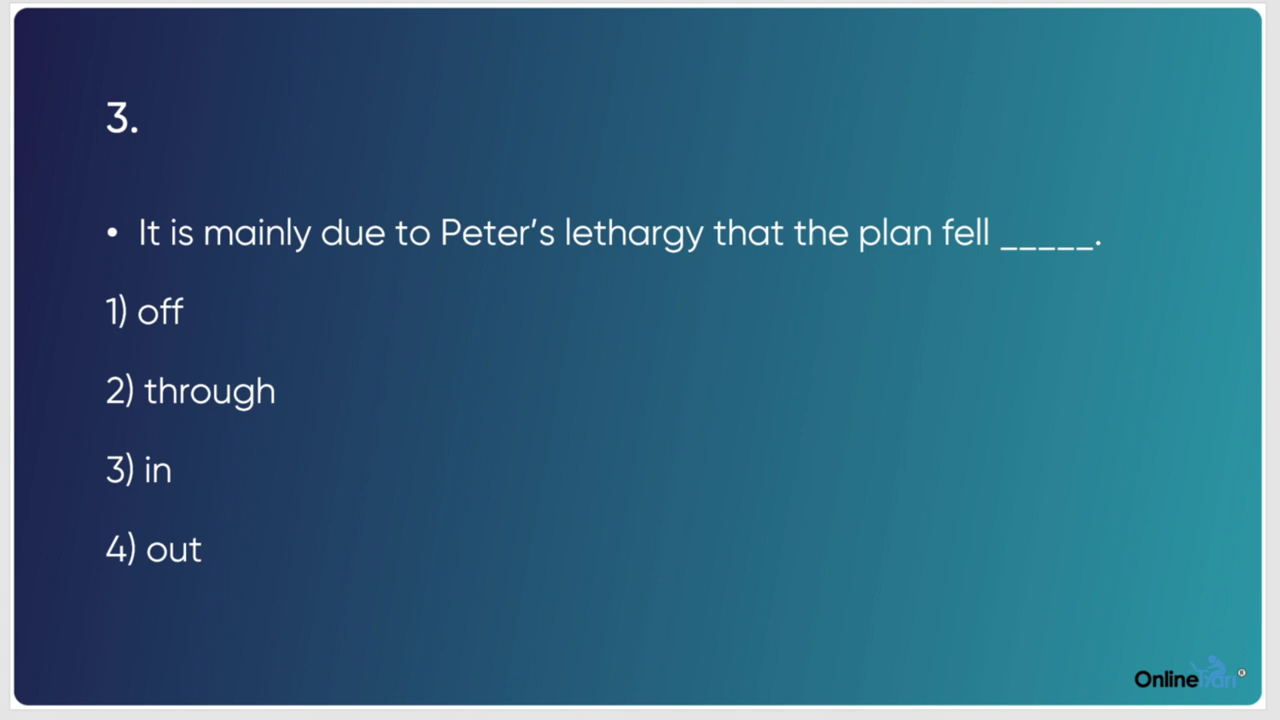 3.
• It is mainly due to Peter’s lethargy that the plan fell _____.
1) off
2) through
3) in
4) out
Online Tyari ®